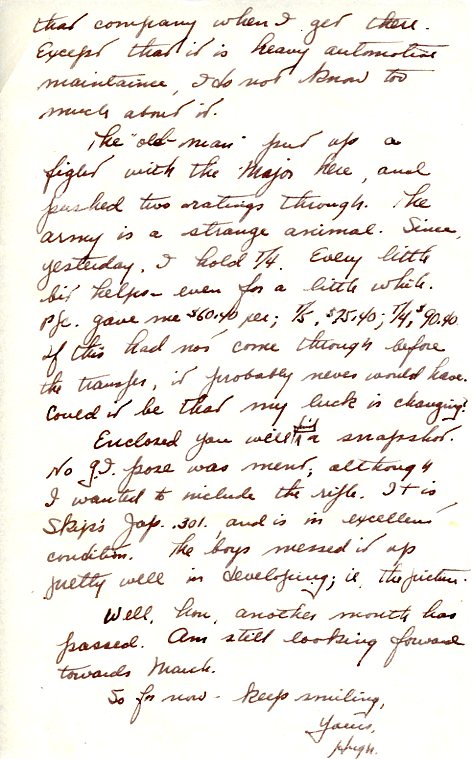 that company when I get there.
Except that it is heavy automotive
maintaince, I do not know too
much about it.
The "old-man" put up a
fight with the Major here, and
pushed two ratings through. The
army is a strange animal. Since
yesterday, I hold T/4. Every little
bit helps - even for a little which.
Pfc. gave me $60.40 per; T/5, $75.40; T/4, $90.40.
If this had not come through before
the transfer, it probably never would have.
Could it be that my luck is changing?
Enclosed you will find a snapshot.
No G.I. pose was ment, although
I wanted to include the rifle. It is
Skip's Jap. .301, and is in excellent
condition. The boys messed it up
pretty well in developing; ie, the picture.
Well, hon, another month has
passed. Am still looking forward
towards March.
So for now - keep smiling,
Yours,
Hugh.